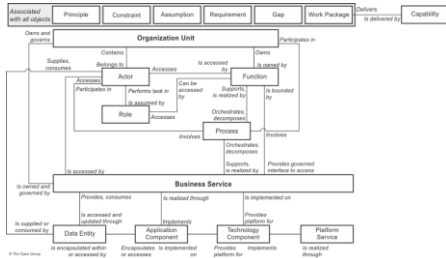 Associated
with all objects
Principle
Constraint
Assumption
Requirement
Gap
Work Package
Delivers
Is delivered by
Capability
Owns and
governs
Organization Unit
Participates in
Supplies,
consumes
Contains
Belongs to
Owns
Is owned by
Is accessed
by
Actor
Accesses
Function
Accesses
Participates in
Performs task in
Is assumed by
Can be
accessed
by
Supports,
is realized by
Is bounded
by
Role
Accesses
Orchestrates,
decomposes
Process
Involves
Involves
Orchestrates,
decomposes
Is accessed by
Supports,
is realized by
Provides governed
interface to access
Is owned and
governed by
Business Service
Provides, consumes
Is realized through
Is implemented on
Is supplied or
consumed by
Is accessed and
updated through
Implements
Provides
platform for
Data Entity
Application
Component
Technology
Component
Platform
Service
Is encapsulated within
or accessed by
Encapsulates
or accesses
Is implemented
on
Provides
platform for
Implements
Is realized
through
© The Open Group